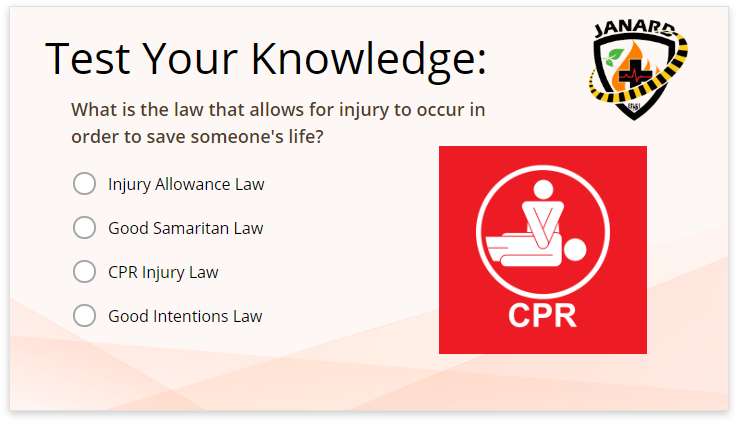 JANARD
Test Your Knowledge:
What is the law that allows for injury to occur in
order to save someone's life?
Injury Allowance Law
Good Samaritan Law
CPR Injury Law
Good Intentions Law
CPR